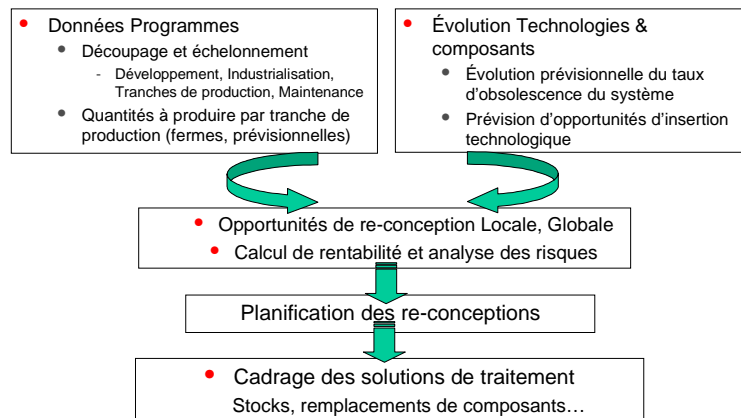 • Données Programmes
• Découpage et échelonnement
- Développement, Industrialisation,
Tranches de production, Maintenance
• Quantités à produire par tranche de
production (fermes, prévisionnelles)
• Évolution Technologies &
composants
• Évolution prévisionnelle du taux
d'obsolescence du système
• Prévision d'opportunités d'insertion
technologique
• Opportunités de re-conception Locale, Globale
• Calcul de rentabilité et analyse des risques
Planification des re-conceptions
• Cadrage des solutions de traitement
Stocks, remplacements de composants…